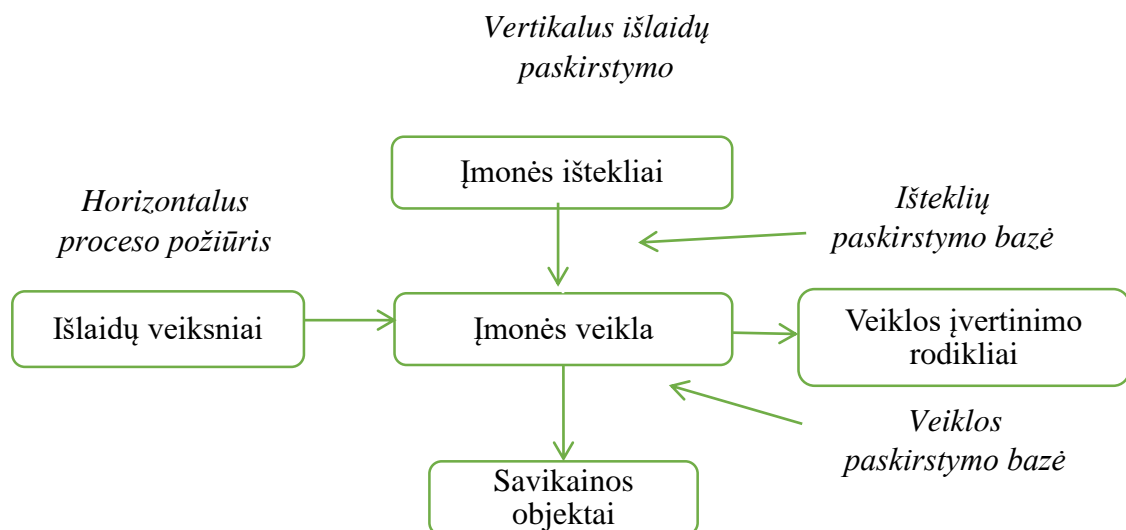 Vertikalus išlaidų
paskirstymo
Įmonės ištekliai
Horizontalus
proceso požiūris
Išteklių
paskirstymo bazė
Išlaidų veiksniai
Įmonės veikla
Veiklos įvertinimo
rodikliai
Veiklos
paskirstymo bazė
Savikainos
objektai